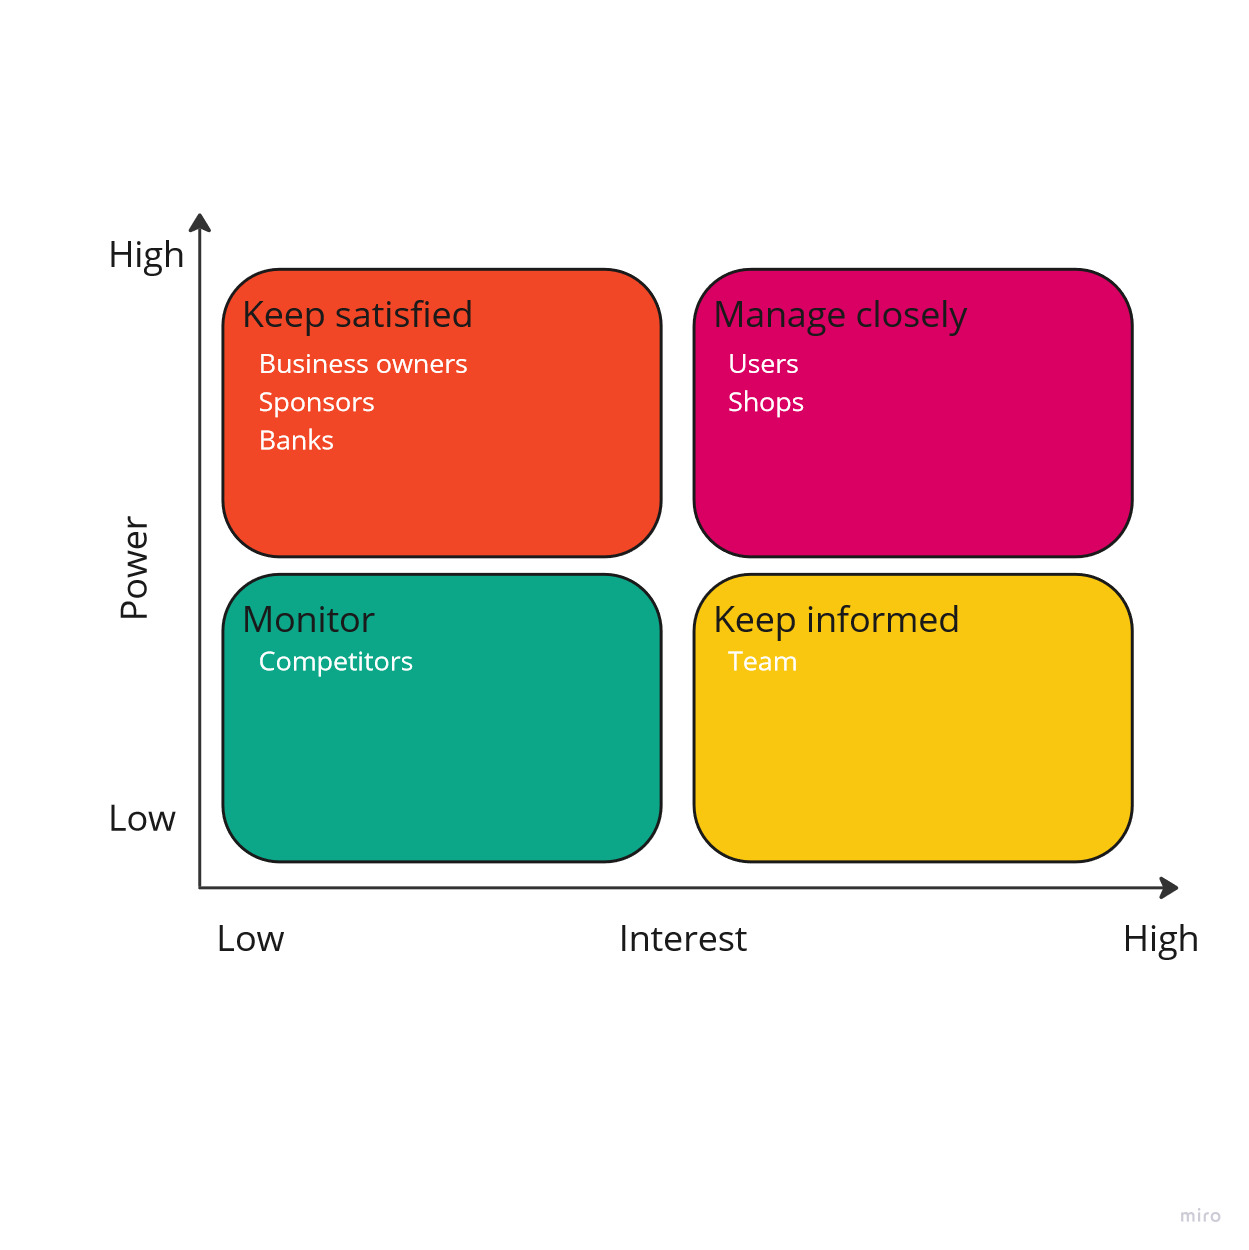 High
Keep satisfied
Business owners
Sponsors
Banks
Manage closely
Users
Shops
Power
Monitor
Competitors
Keep informed
Team
Low
Low
Interest
High
miro